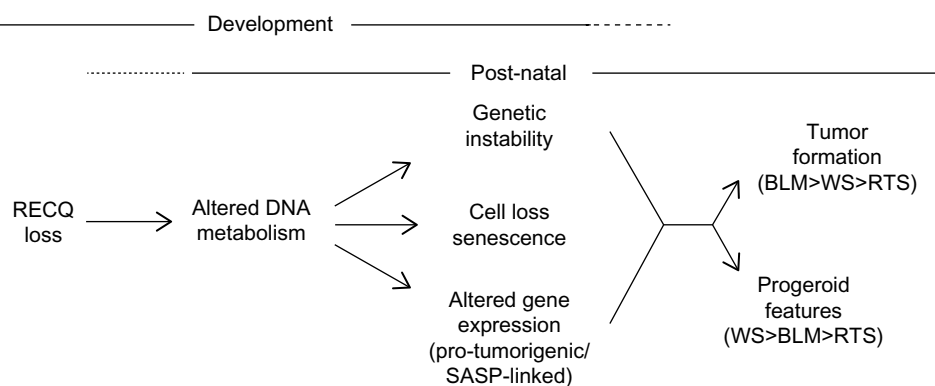 Development
Post-natal
Genetic
instability
Tumor
formation
(BLM>WS>RTS)
RECQ
loss
Altered DNA
metabolism
Cell loss
senescence
Altered gene
expression
(pro-tumorigenic/
SASP-linked)
Progeroid
features
(WS>BLM>RTS)